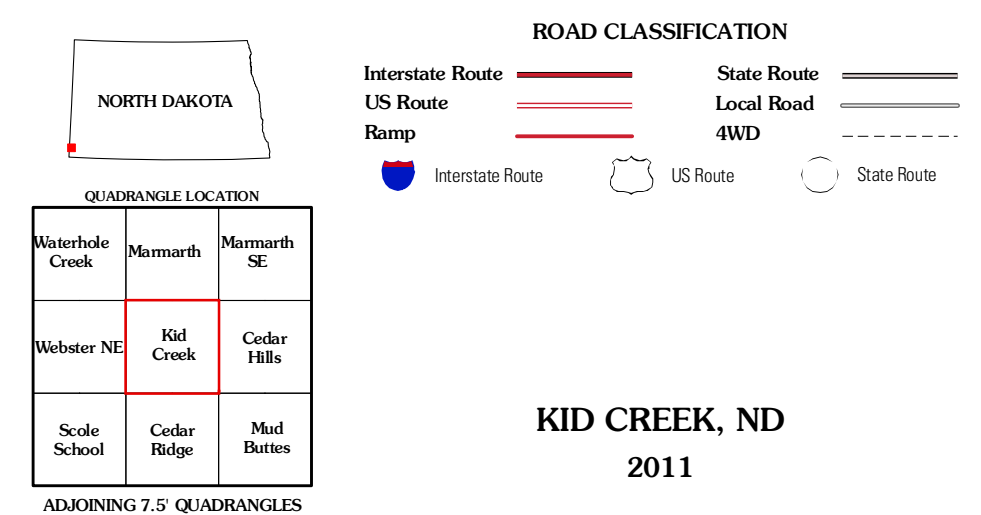 NORTH DAKOTA
QUADRANGLE LOCATION
Waterhole
Creek
Marmarth
Marmarth
SE
Webster NE
Kid
Creek
Cedar
Hills
Scole
School
Cedar
Ridge
Mud
Buttes
ADJOINING 7.5' QUADRANGLES
ROAD CLASSIFICATION
Interstate Route
State Route
US Route
Local Road
Ramp
4WD
Interstate Route
US Route
State Route
KID CREEK, ND
2011